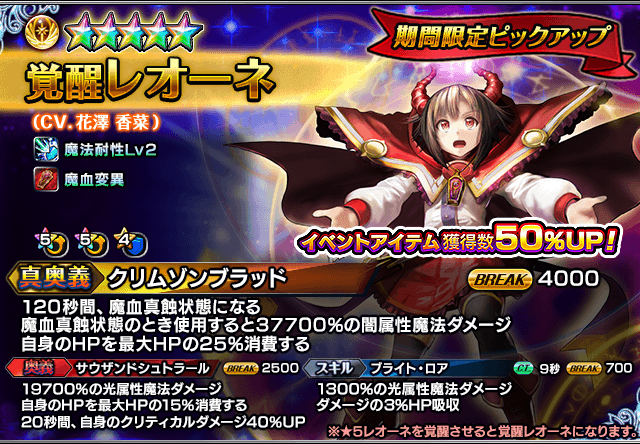 期間限定ピックアップ
覚醒レオーネ
(CV.花澤 香菜)
魔法耐性Lv2
魔血変異
5 5 4
イベントアイテム獲得数50%UP!
真奥義 クリムゾンブラッド BREAK 4000
120秒間、魔血真蝕状態になる
魔血真蝕状態のとき使用すると37700%の闇属性魔法ダメージ
自身のHPを最大HPの25%消費する
奥義 サウザンドシュトラール BREAK 2500
19700%の光属性魔法ダメージ
自身のHPを最大HPの15%消費する
20秒間、自身のクリティカルダメージ40%UP
スキル ブライト・ロア C.T. 9秒 BREAK 700
1300%の光属性魔法ダメージ
ダメージの3%HP吸収
※★5レオーネを覚醒させると覚醒レオーネになります。